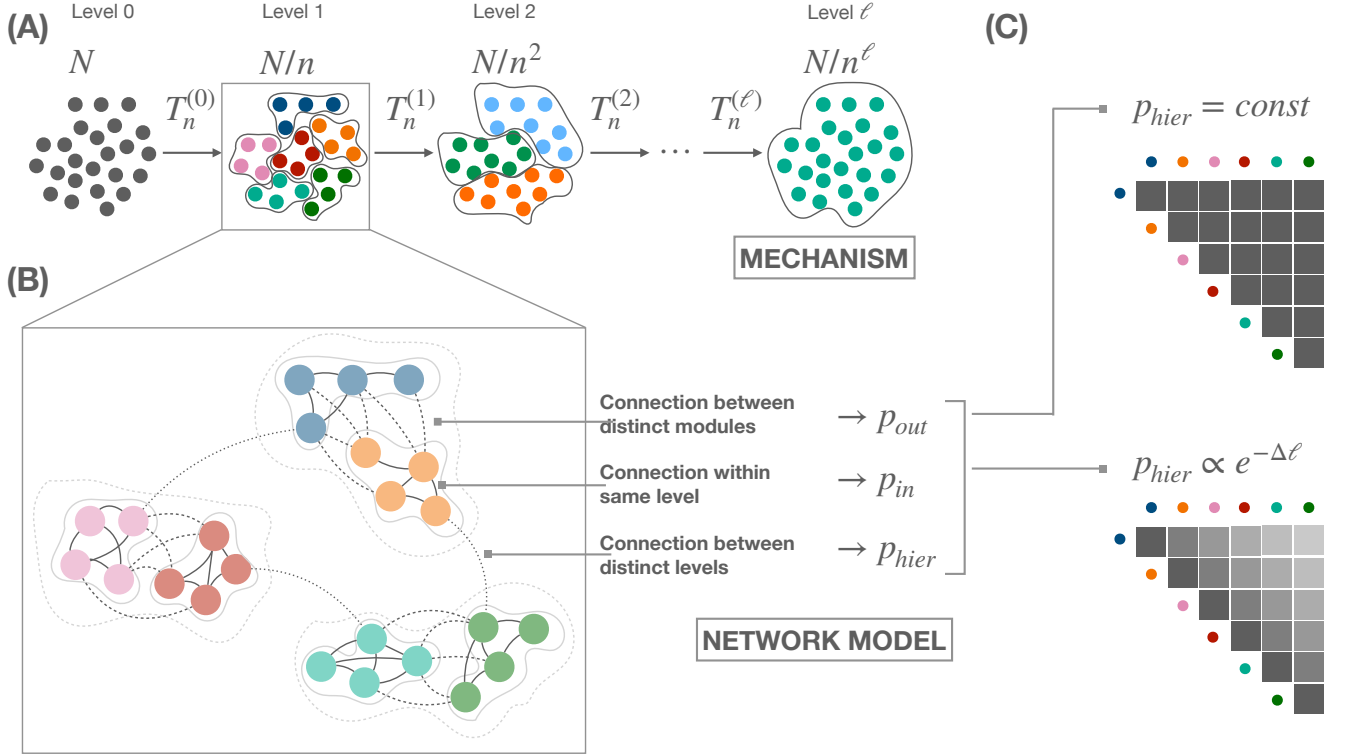 Level 0
Level 1
Level 2
Level ℓ
(A)
(C)
N
N/n
N/n²
N/n^ℓ
T_n^(0)
T_n^(1)
T_n^(2)
...
T_n^(ℓ)
p_hier = const
MECHANISM
(B)
Connection between
distinct modules
→ p_out
Connection within
same level
→ p_in
Connection between
distinct levels
→ p_hier
p_hier ∝ e^{-Δℓ}
NETWORK MODEL